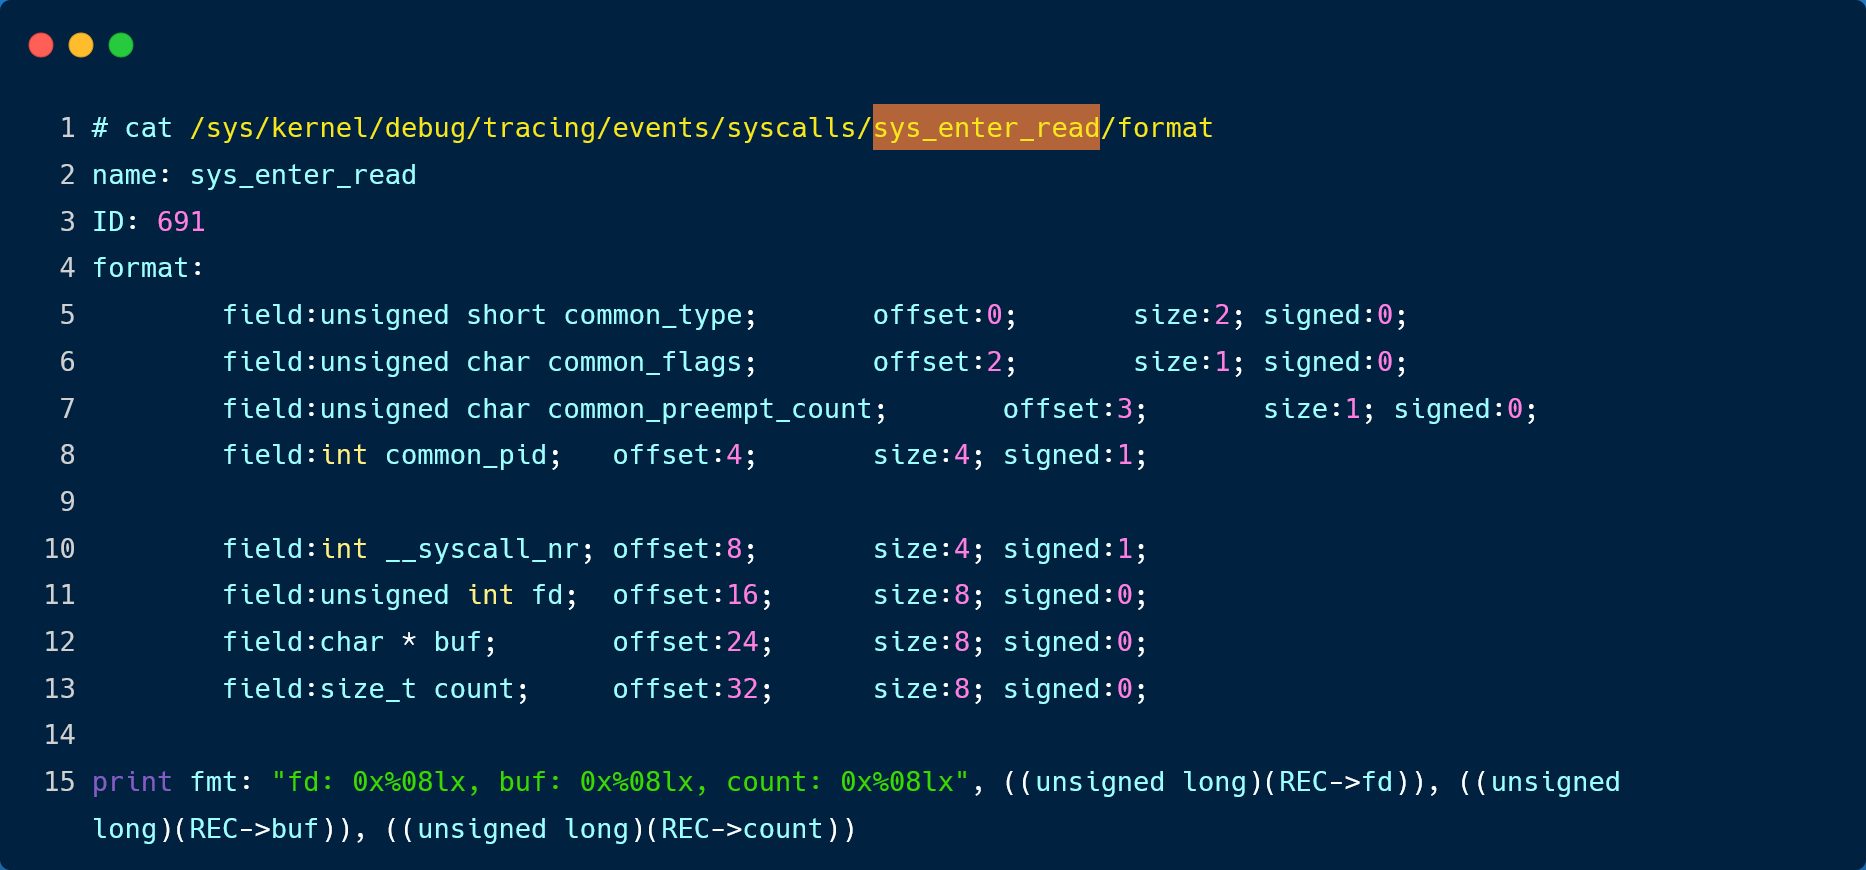 1 # cat /sys/kernel/debug/tracing/events/syscalls/sys_enter_read/format
2 name: sys_enter_read
3 ID: 691
4 format:
5         field:unsigned short common_type;       offset:0;       size:2; signed:0;
6         field:unsigned char common_flags;       offset:2;       size:1; signed:0;
7         field:unsigned char common_preempt_count;       offset:3;       size:1; signed:0;
8         field:int common_pid;   offset:4;       size:4; signed:1;
9
10         field:int __syscall_nr; offset:8;       size:4; signed:1;
11         field:unsigned int fd;  offset:16;      size:8; signed:0;
12         field:char * buf;       offset:24;      size:8; signed:0;
13         field:size_t count;     offset:32;      size:8; signed:0;
14
15 print fmt: "fd: 0x%08lx, buf: 0x%08lx, count: 0x%08lx", ((unsigned long)(REC->fd)), ((unsigned
long)(REC->buf)), ((unsigned long)(REC->count))